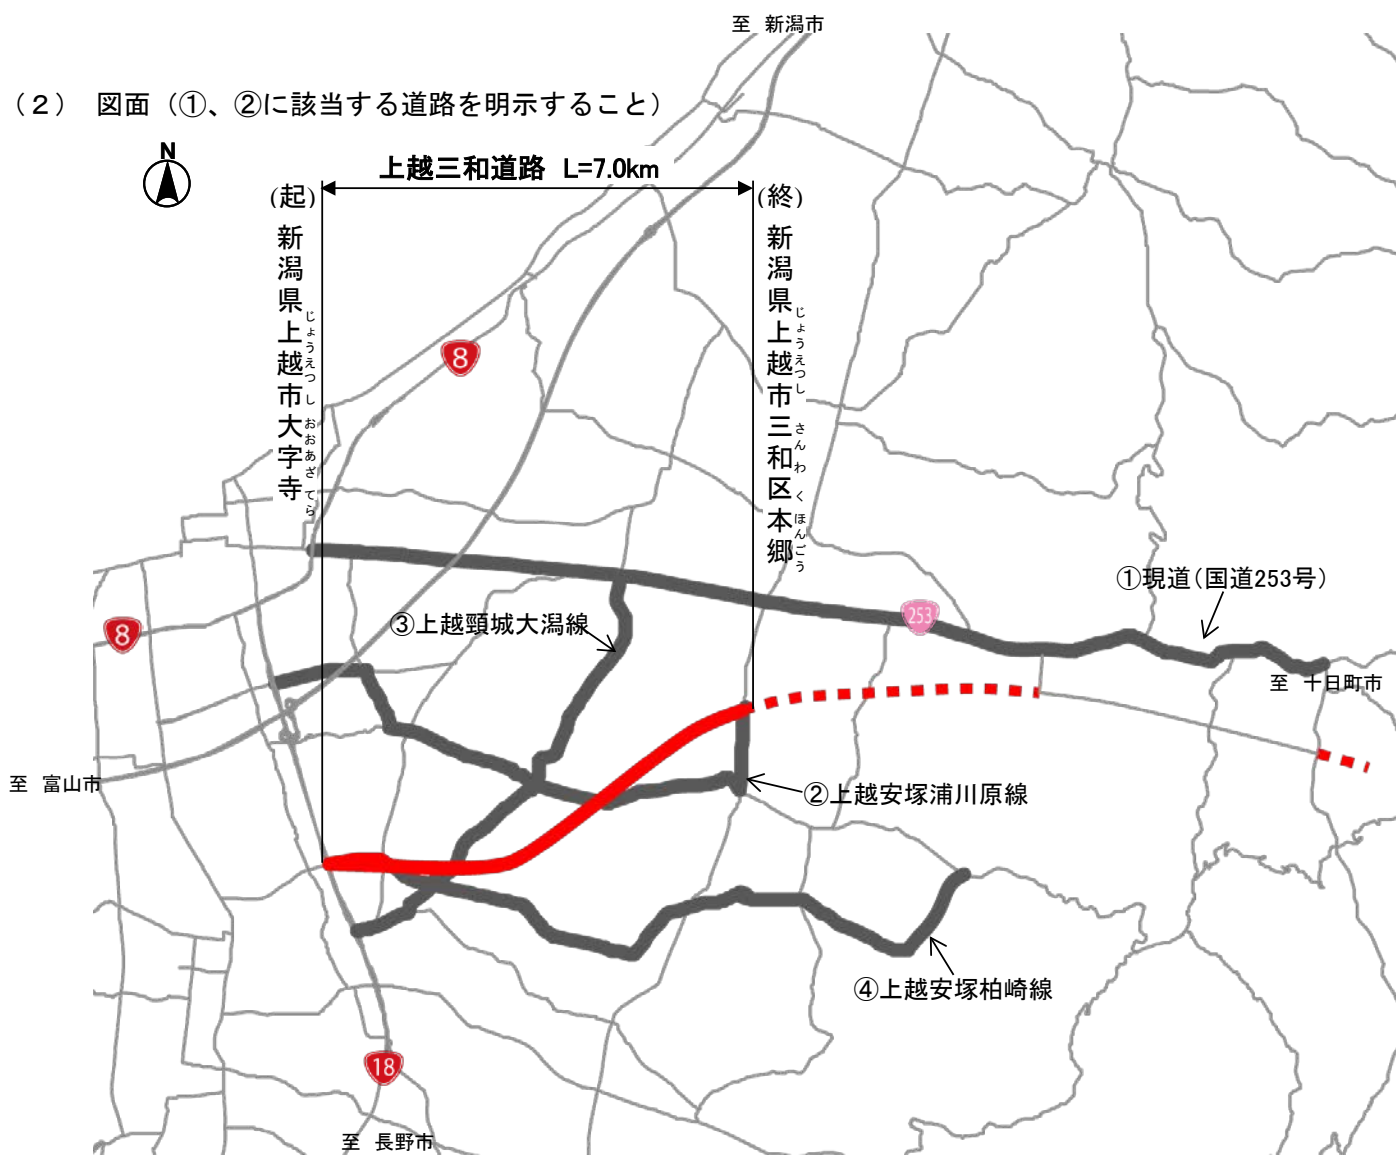 至 新潟市
（２） 図面（①、②に該当する道路を明示すること）
N
上越三和道路 L=7.0km
(起)
(終)
新潟県上越市大字寺
じょうえつし おおあざてら
新潟県上越市三和区本郷
じょうえつし さんわく ほんごう
8
①現道（国道253号）
253
8
③上越頸城大潟線
至 十日町市
至 富山市
②上越安塚浦川原線
④上越安塚柏崎線
18
至 長野市